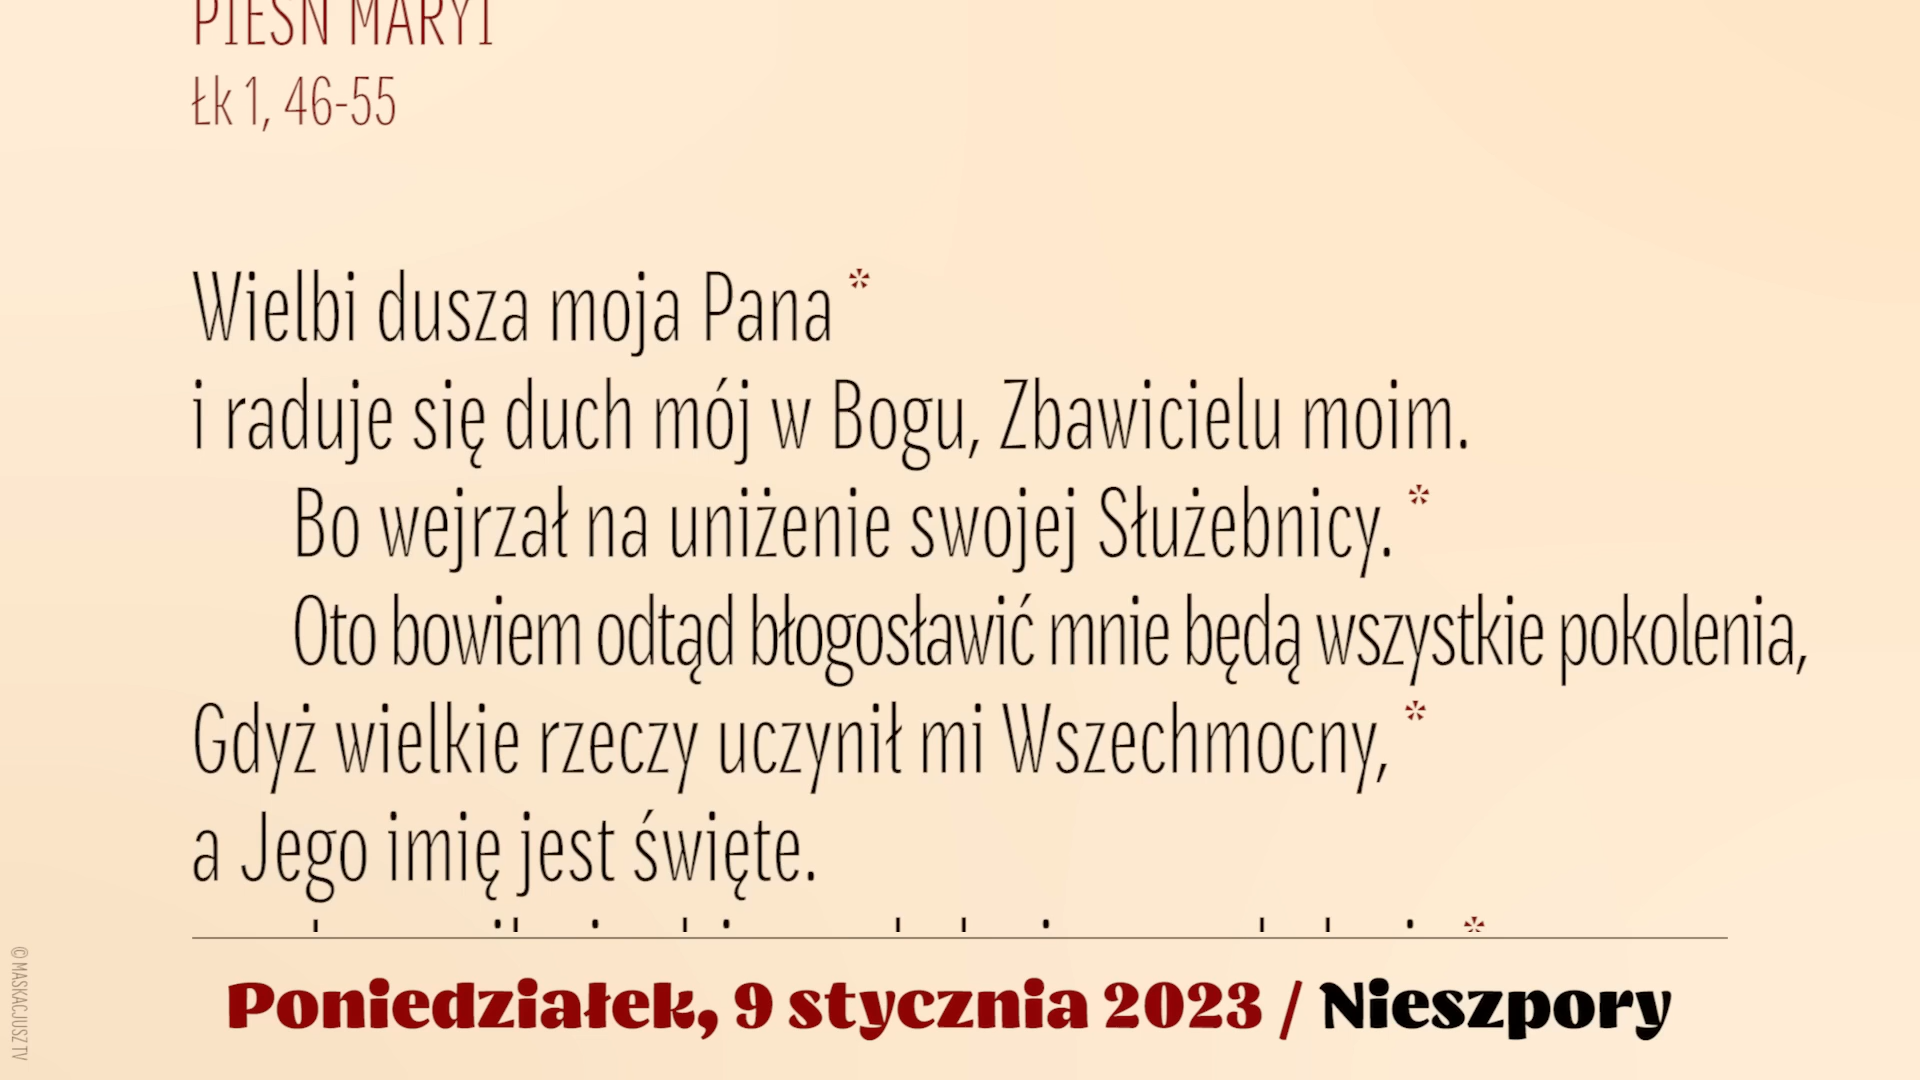 PIEŚŃ MARYI
Łk 1, 46-55
Wielbi dusza moja Pana *
i raduje się duch mój w Bogu, Zbawicielu moim.
Bo wejrzał na uniżenie swojej Służebnicy. *
Oto bowiem odtąd błogosławić mnie będą wszystkie pokolenia,
Gdyż wielkie rzeczy uczynił mi Wszechmocny, *
a Jego imię jest święte.
Poniedziałek, 9 stycznia 2023 / Nieszpory
© MASKACJUSZ TV